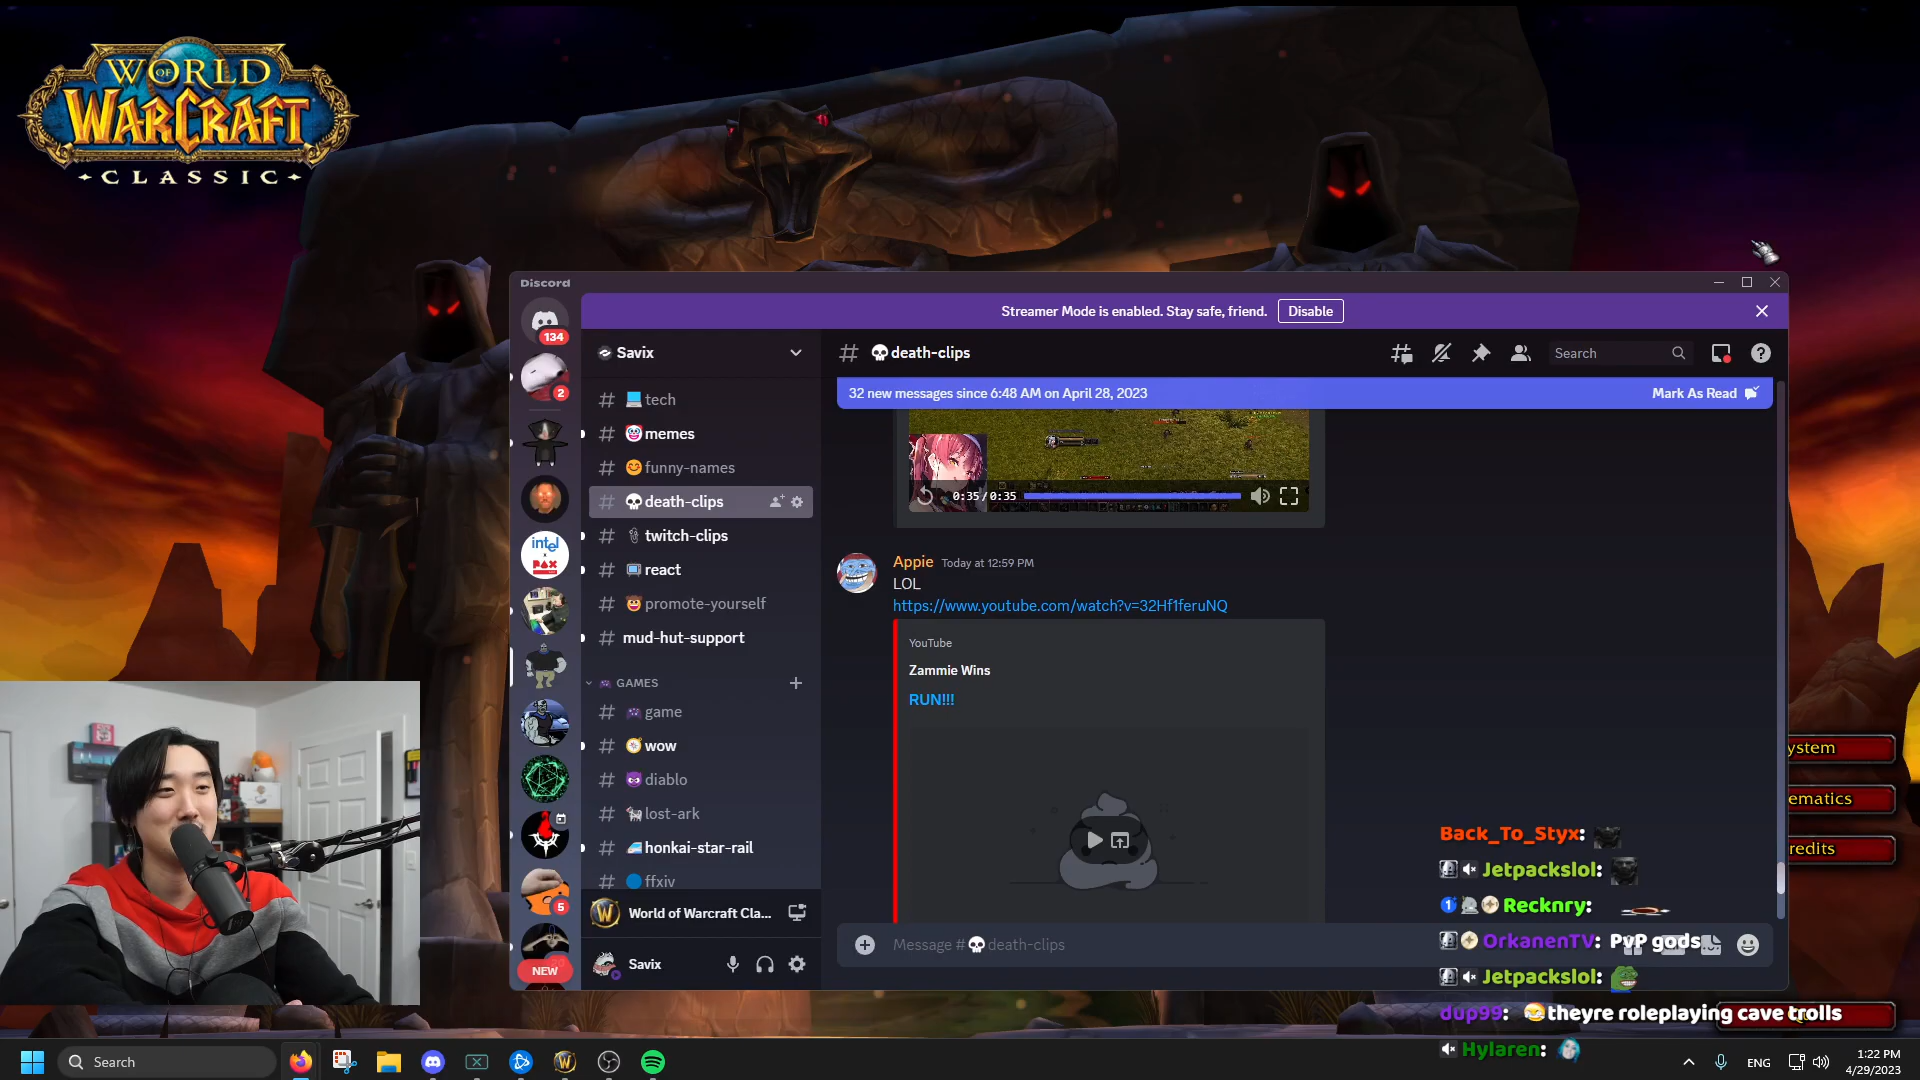 WORLD
OF
WARCRAFT
CLASSIC
Discord
Streamer Mode is enabled. Stay safe, friend.
Disable
134
2
intel
x
PAX
5
NEW
Savix
tech
memes
funny-names
death-clips
twitch-clips
react
promote-yourself
mud-hut-support
GAMES
game
wow
diablo
lost-ark
honkai-star-rail
ffxiv
World of Warcraft Cla...
Savix
# death-clips
Search
32 new messages since 6:48 AM on April 28, 2023
Mark As Read
0:35/0:35
Appie Today at 12:59 PM
LOL
https://www.youtube.com/watch?v=32Hf1feruNQ
YouTube
Zammie Wins
RUN!!!
Message # death-clips
ystem
ematics
redits
Back_To_Styx:
Jetpackslol:
1 Recknry:
OrkanenTV: PvP gods
Jetpackslol:
dup99: theyre roleplaying cave trolls
Hylaren:
Search
ENG
1:22 PM
4/29/2023